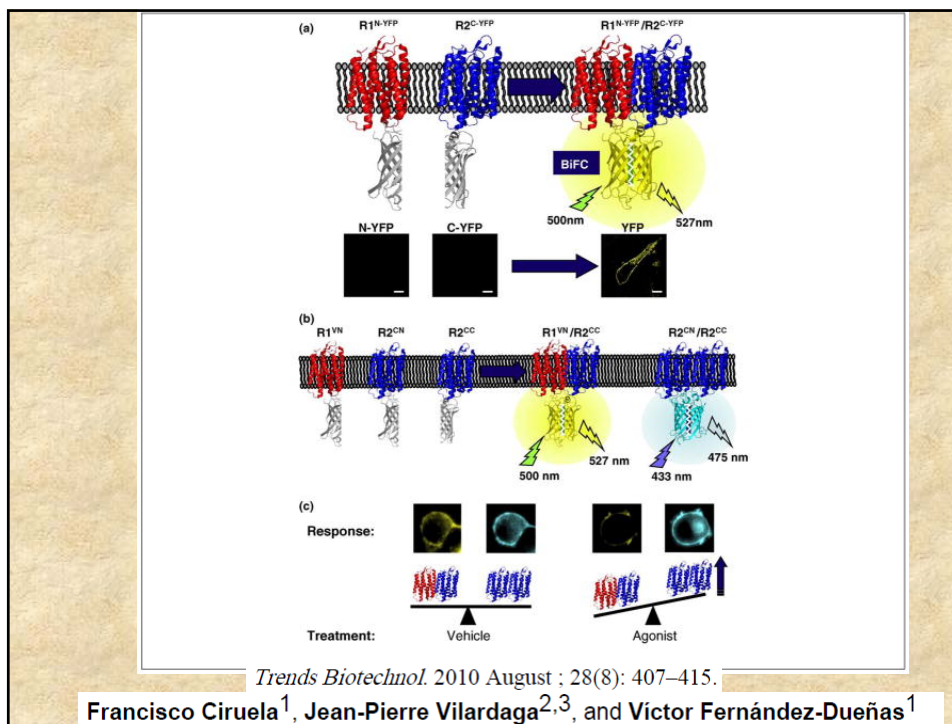 (a)
R1N-YFP R2C-YFP R1N-YFP/R2C-YFP
BiFC
500nm 527nm
N-YFP C-YFP YFP
(b)
R1VN R2CN R2CC R1VN/R2CC R2CN/R2CC
500 nm 527 nm 433 nm 475 nm
(c)
Response:
Treatment: Vehicle Agonist
Trends Biotechnol. 2010 August ; 28(8): 407–415.
Francisco Ciruela1, Jean-Pierre Vilardaga2,3, and Víctor Fernández-Dueñas1